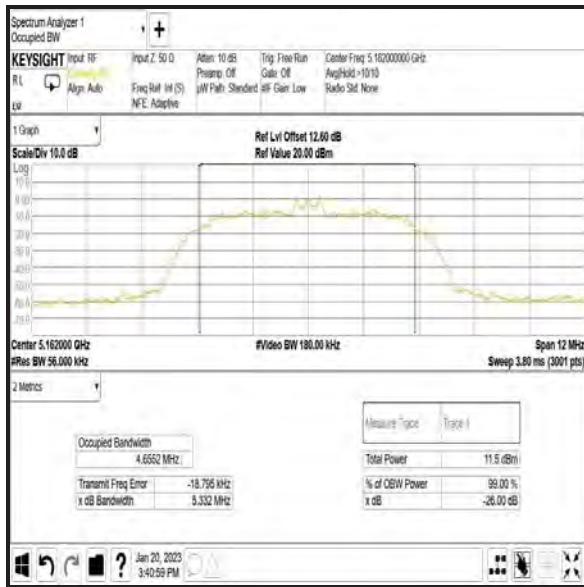 Spectrum Analyzer 1
Occupied BW
KEYSIGHT Input: RF Input Z: 50 Ω Atten: 10 dB Trig: Free Run Center Freq: 5.182000000 GHz
R L Preamp: Off Gate: Off Avg|Hold:>10/10
Align: Auto Freq Ref: Int (S) µW Path: Standard #IF Gain: Low Radio Std: None
NFE: Adaptive
1 Graph
Ref Lvl Offset 12.60 dB
Scale/Div 10.0 dB Ref Value 20.00 dBm
Log
10.0
0.00
Center 5.162000 GHz #Video BW 180.00 kHz Span 12 MHz
#Res BW 56.000 kHz Sweep 3.80 ms (3001 pts)
2 Metrics
Measure Trace Trace 1
Occupied Bandwidth
4.6552 MHz Total Power 11.5 dBm
Transmit Freq Error -18.795 kHz % of OBW Power 99.00 %
x dB Bandwidth 5.332 MHz x dB -26.00 dB
? Jan 20, 2023
3:40:59 PM